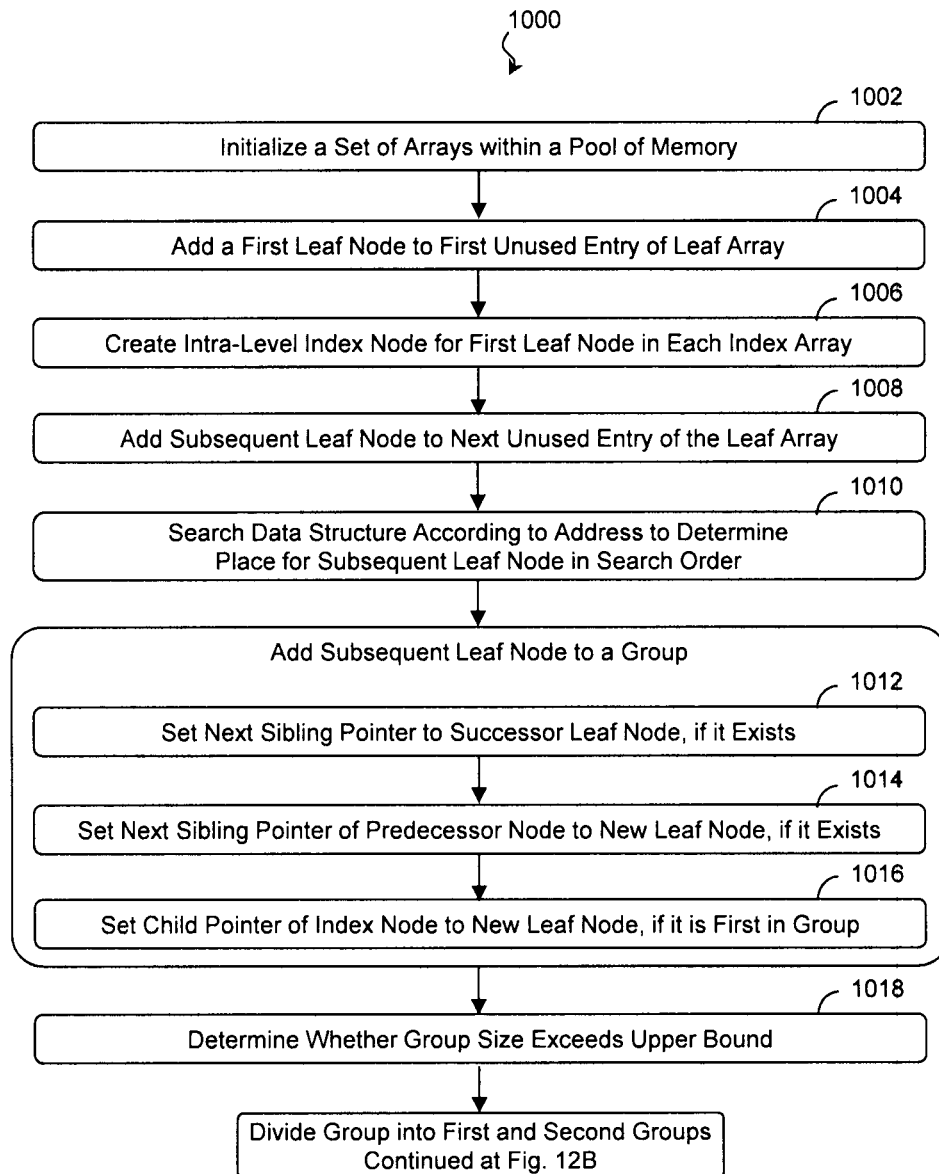 1000
1002
Initialize a Set of Arrays within a Pool of Memory
1004
Add a First Leaf Node to First Unused Entry of Leaf Array
1006
Create Intra-Level Index Node for First Leaf Node in Each Index Array
1008
Add Subsequent Leaf Node to Next Unused Entry of the Leaf Array
1010
Search Data Structure According to Address to Determine
Place for Subsequent Leaf Node in Search Order
Add Subsequent Leaf Node to a Group
1012
Set Next Sibling Pointer to Successor Leaf Node, if it Exists
1014
Set Next Sibling Pointer of Predecessor Node to New Leaf Node, if it Exists
1016
Set Child Pointer of Index Node to New Leaf Node, if it is First in Group
1018
Determine Whether Group Size Exceeds Upper Bound
Divide Group into First and Second Groups
Continued at Fig. 12B